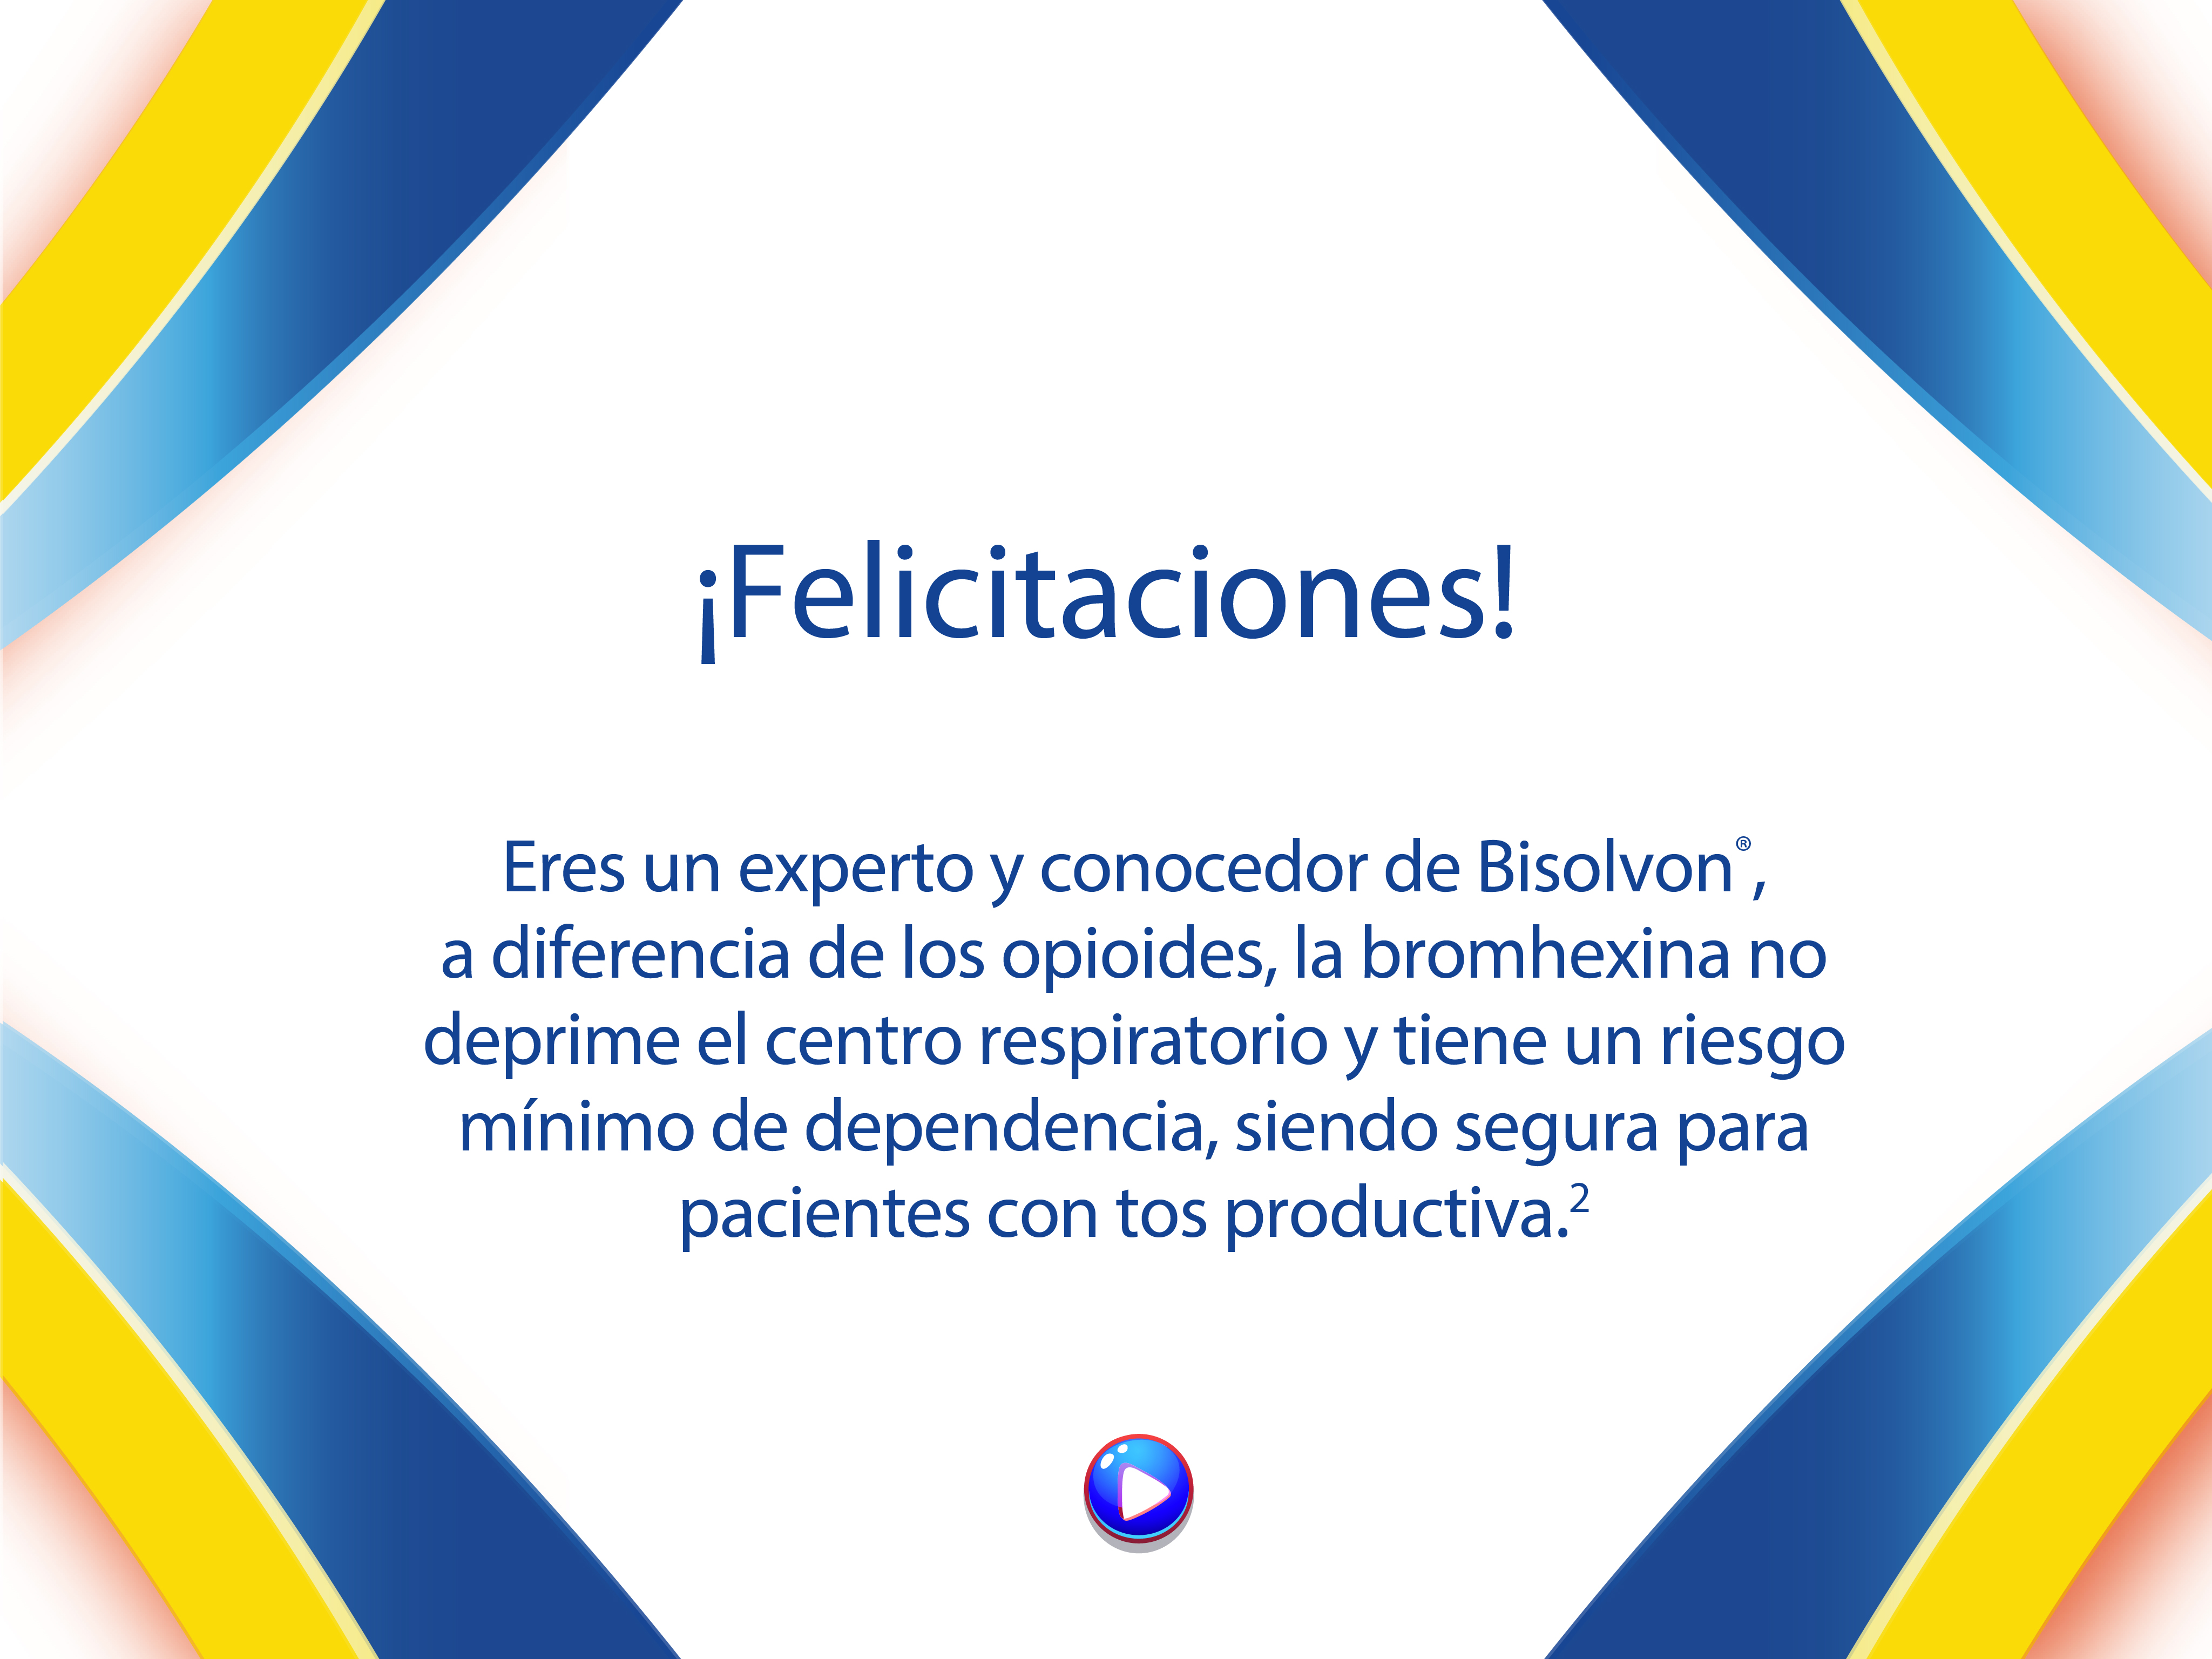 ¡Felicitaciones!
Eres un experto y conocedor de Bisolvon®,
a diferencia de los opioides, la bromhexina no
deprime el centro respiratorio y tiene un riesgo
mínimo de dependencia, siendo segura para
pacientes con tos productiva.²